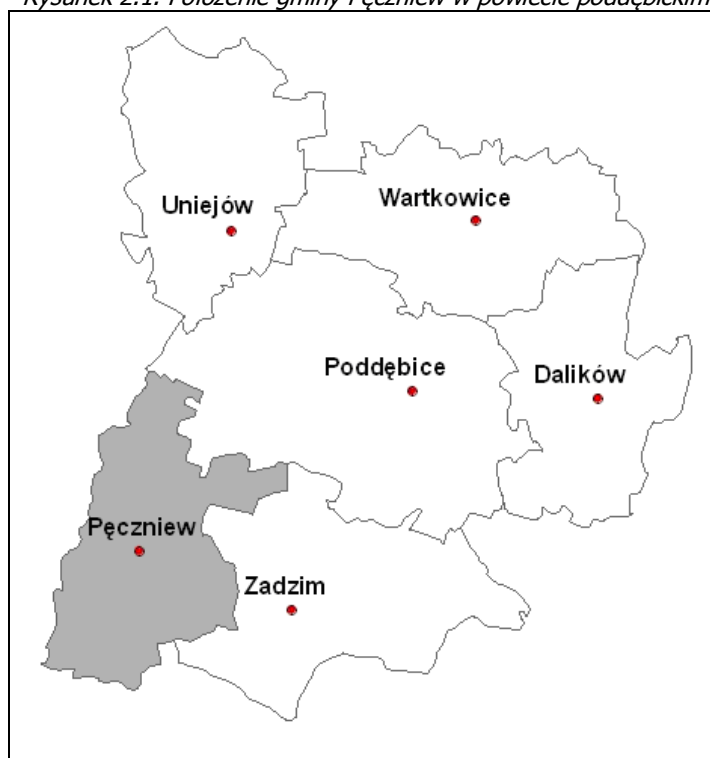 Rysunek 2.1. Położenie gminy Pęczniew w powiecie poddębickim
Uniejów
Wartkowice
Poddębice
Dalików
Pęczniew
Zadzim